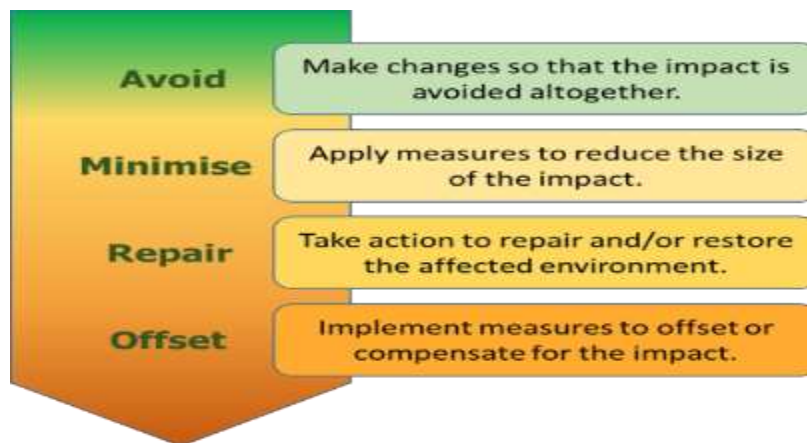 Avoid
Make changes so that the impact is
avoided altogether.
Minimise
Apply measures to reduce the size
of the impact.
Repair
Take action to repair and/or restore
the affected environment.
Offset
Implement measures to offset or
compensate for the impact.